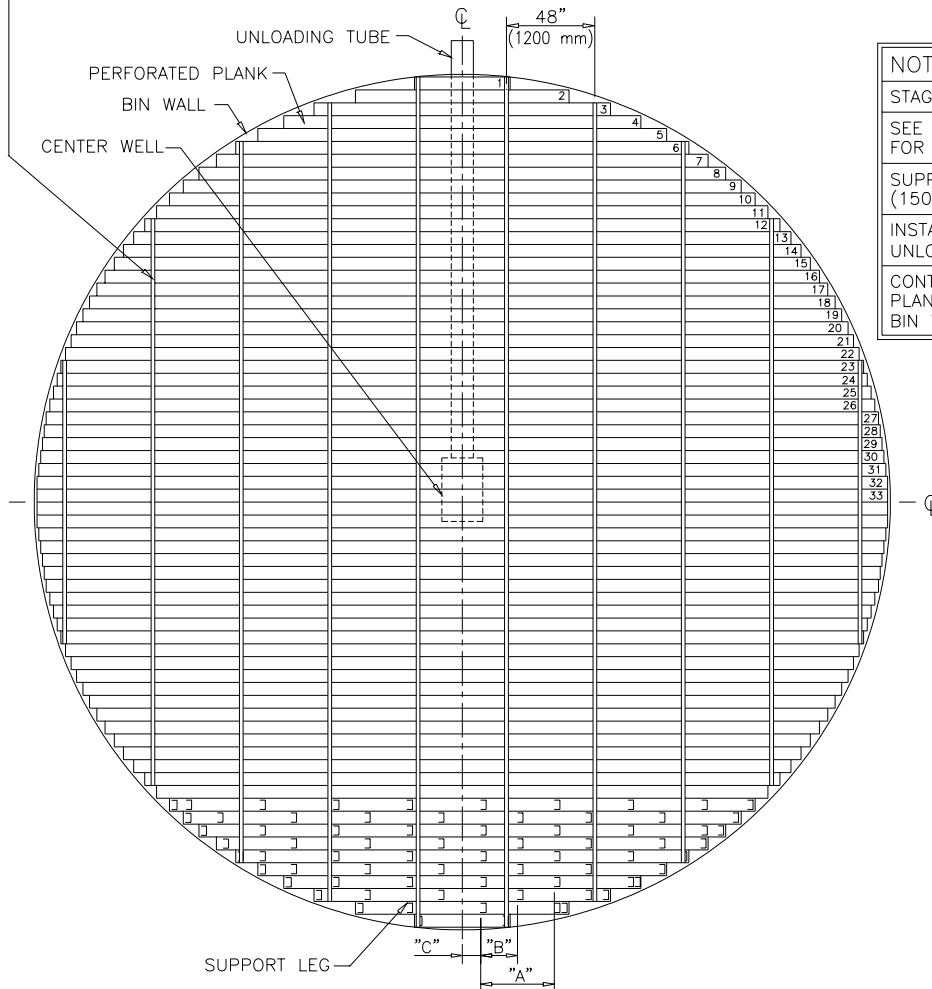 ℄
48"
(1200 mm)
UNLOADING TUBE
PERFORATED PLANK
BIN WALL
CENTER WELL
1
2
3
4
5
6
7
8
9
10
11
12
13
14
15
16
17
18
19
20
21
22
23
24
25
26
27
28
29
30
31
32
33
℄
"C"
"B"
"A"
SUPPORT LEG
NOT
STAG
SEE
FOR
SUPP
(150
INSTA
UNLO
CONT
PLAN
BIN